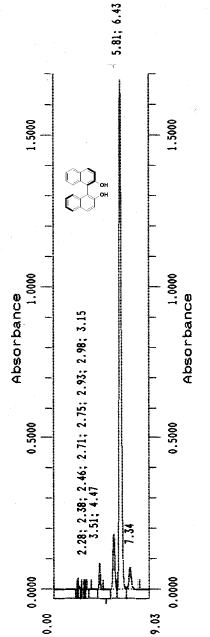 Absorbance
0.0000
0.5000
1.0000
1.5000
0.00
2.28; 2.38; 2.46; 2.71; 2.75; 2.93; 2.98; 3.15
3.51; 4.47
OH
OH
5.81; 6.43
7.34
9.03
0.0000
0.5000
1.0000
1.5000
Absorbance